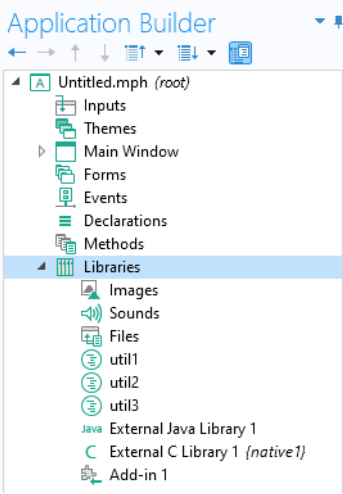 Application Builder
A Untitled.mph (root)
Inputs
Themes
Main Window
Forms
Events
Declarations
Methods
Libraries
Images
Sounds
Files
util1
util2
util3
Java External Java Library 1
C External C Library 1 {native1}
Add-in 1